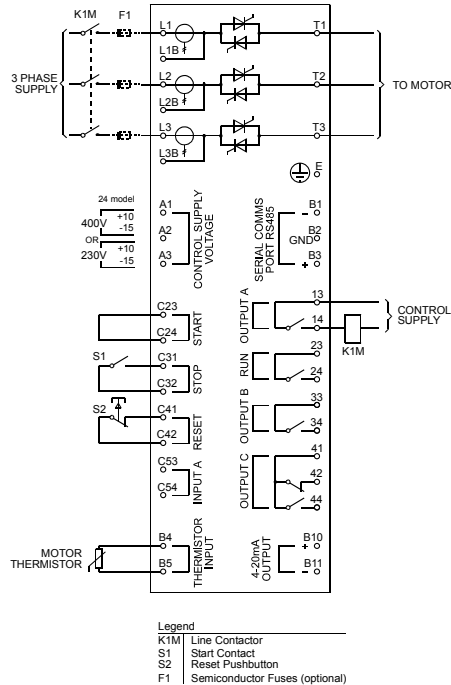 K1M F1
L1 T1
L1B
3 PHASE SUPPLY
L2 T2
TO MOTOR
L2B
L3 T3
L3B
E
24 model
400V +10 -15
OR
230V +10 -15
A1
A2
A3
CONTROL SUPPLY VOLTAGE
SERIAL COMMS PORT RS485
- B1
GND B2
+ B3
C23
C24
START
OUTPUT A
13
14
CONTROL SUPPLY
K1M
S1
C31
C32
STOP
RUN
23
24
S2
C41
C42
RESET
OUTPUT B
33
34
C53
C54
INPUT A
OUTPUT C
41
42
44
MOTOR THERMISTOR
B4
B5
THERMISTOR INPUT
4-20mA OUTPUT
+ B10
- B11
Legend
K1M Line Contactor
S1 Start Contact
S2 Reset Pushbutton
F1 Semiconductor Fuses (optional)